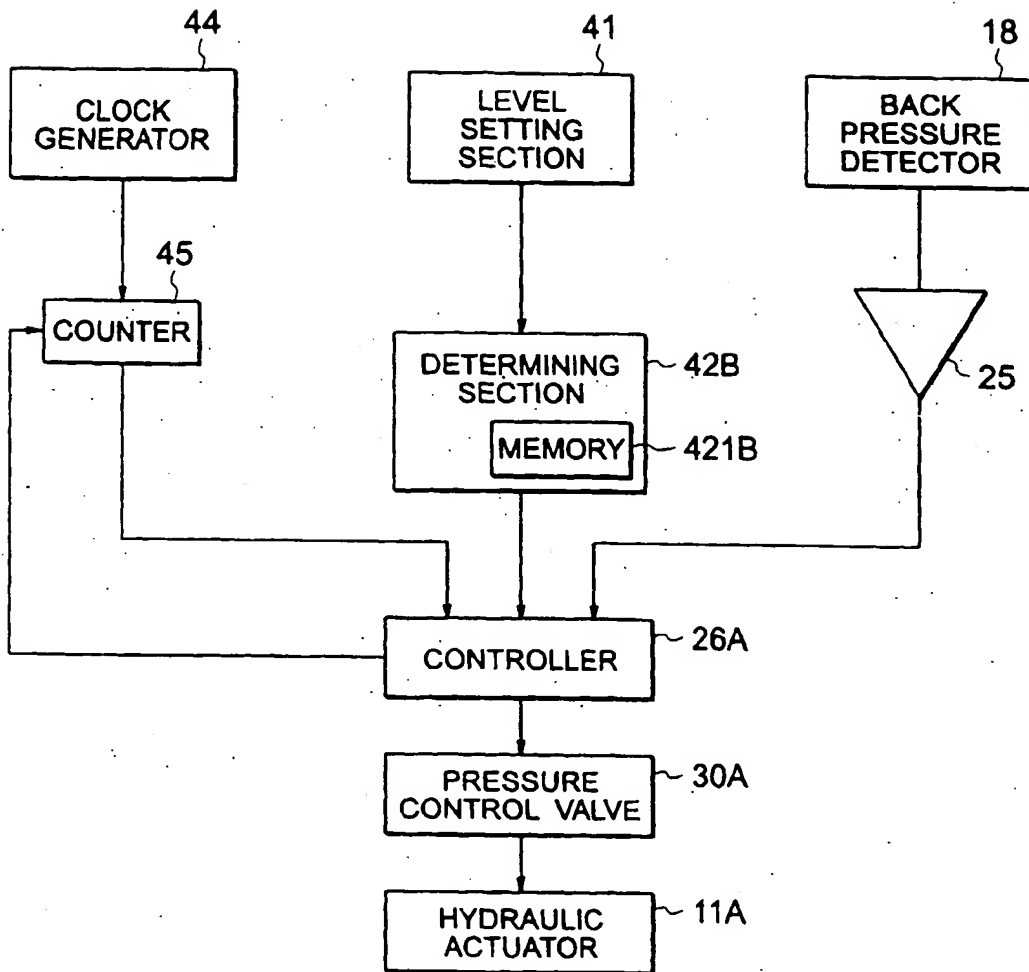 44
41
18
CLOCK
GENERATOR
LEVEL
SETTING
SECTION
BACK
PRESSURE
DETECTOR
45
COUNTER
DETERMINING
SECTION
42B
MEMORY
421B
25
CONTROLLER
26A
PRESSURE
CONTROL VALVE
30A
HYDRAULIC
ACTUATOR
11A